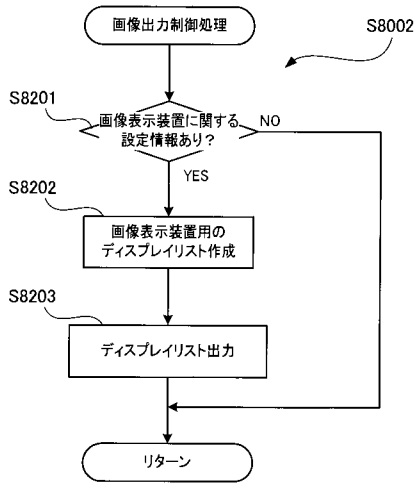 画像出力制御処理
S8002
S8201
画像表示装置に関する
設定情報あり?
NO
YES
S8202
画像表示装置用の
ディスプレイリスト作成
S8203
ディスプレイリスト出力
リターン